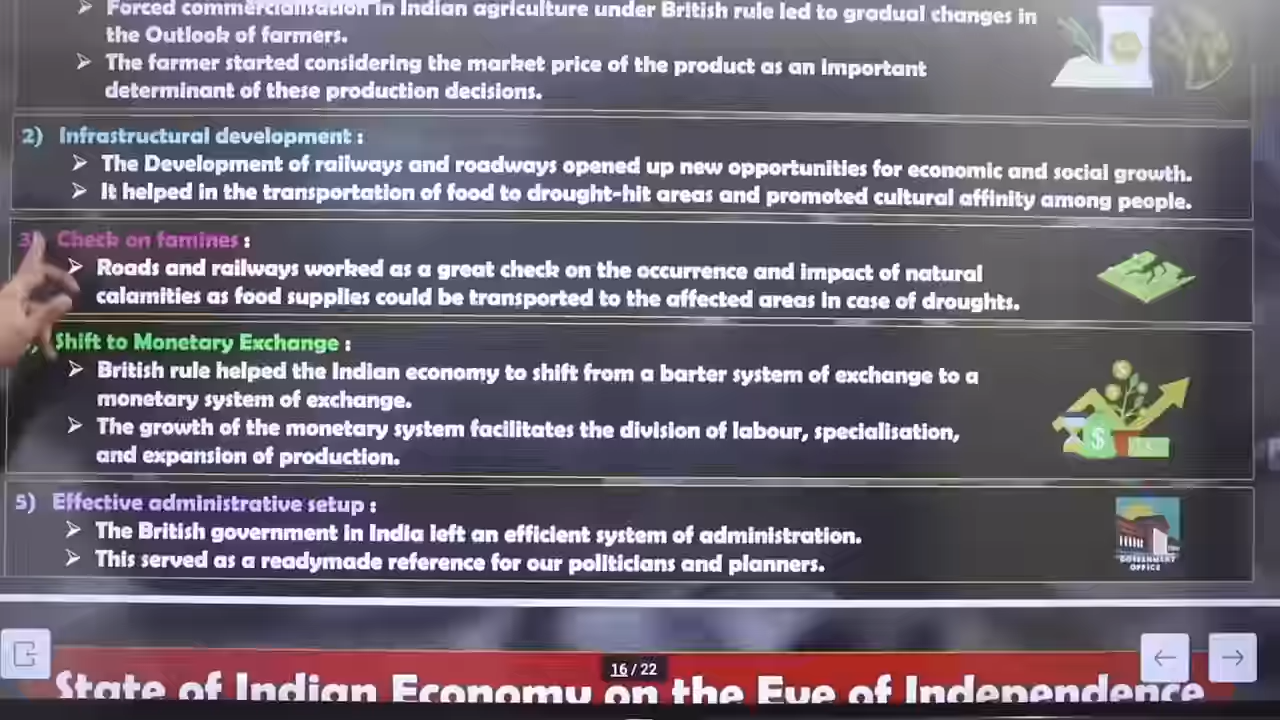 ➤ Forced commercialisation in Indian agriculture under British rule led to gradual changes in
the Outlook of farmers.
➤ The farmer started considering the market price of the product as an important
determinant of these production decisions.
2) Infrastructural development :
➤ The Development of railways and roadways opened up new opportunities for economic and social growth.
➤ It helped in the transportation of food to drought-hit areas and promoted cultural affinity among people.
3) Check on famines :
➤ Roads and railways worked as a great check on the occurrence and impact of natural
calamities as food supplies could be transported to the affected areas in case of droughts.
Shift to Monetary Exchange :
➤ British rule helped the Indian economy to shift from a barter system of exchange to a
monetary system of exchange.
➤ The growth of the monetary system facilitates the division of labour, specialisation,
and expansion of production.
5) Effective administrative setup :
➤ The British government in India left an efficient system of administration.
➤ This served as a readymade reference for our politicians and planners.
GOVERNMENT
OFFICE
16 / 22
State of Indian Economy on the Eve of Independence